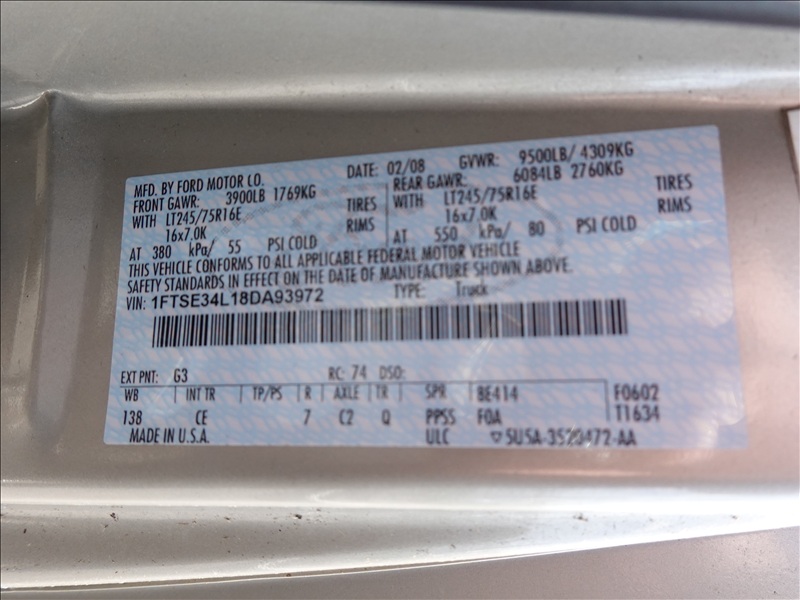 MFD. BY FORD MOTOR CO. DATE: 02/08 GVWR: 9500LB/ 4309KG
FRONT GAWR: 3900LB 1769KG REAR GAWR: 6084LB 2760KG
WITH LT245/75R16E TIRES WITH LT245/75R16E TIRES
16x7.0K RIMS 16x7.0K RIMS
AT 380 kPa/ 55 PSI COLD AT 550 kPa/ 80 PSI COLD
THIS VEHICLE CONFORMS TO ALL APPLICABLE FEDERAL MOTOR VEHICLE
SAFETY STANDARDS IN EFFECT ON THE DATE OF MANUFACTURE SHOWN ABOVE.
VIN: 1FTSE34L18DA93972 TYPE: Truck
EXT PNT: G3 RC: 74 DSO:
WB INT TR TP/PS R AXLE TR SPR BE414 F0602
138 CE 7 C2 Q PPSS FOA T1634
MADE IN U.S.A. ULC 5U5A-3520472-AA